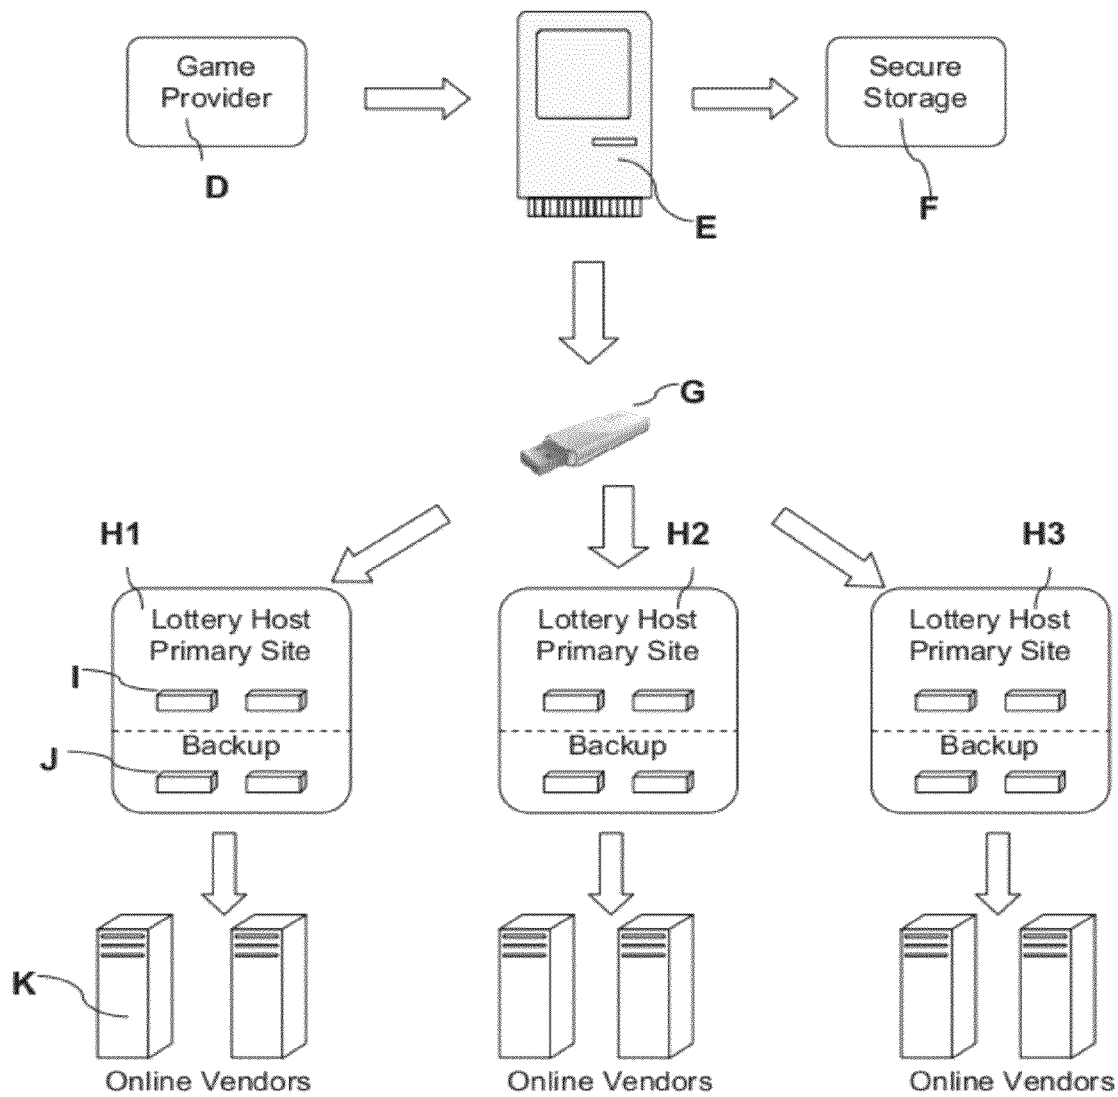 Game
Provider
Secure
Storage
D
F
E
G
H1
H2
H3
Lottery Host
Primary Site
Lottery Host
Primary Site
Lottery Host
Primary Site
I
Backup
Backup
Backup
J
K
Online Vendors
Online Vendors
Online Vendors